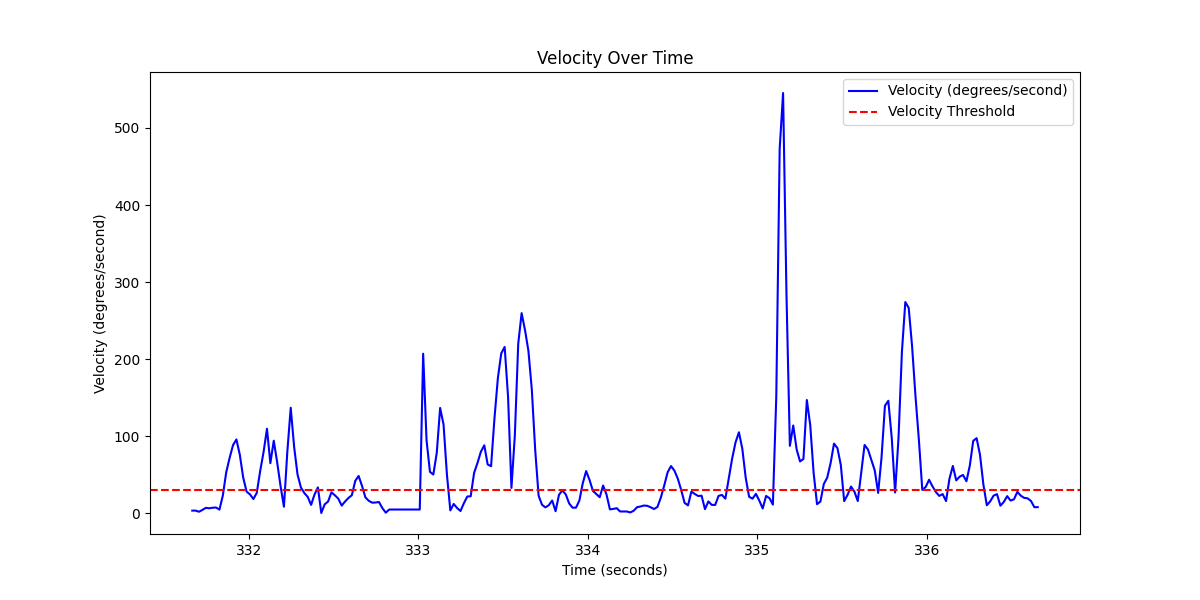 Velocity Over Time
Velocity (degrees/second)
Velocity Threshold
Velocity (degrees/second)
500
400
300
200
100
0
332
333
334
335
336
Time (seconds)